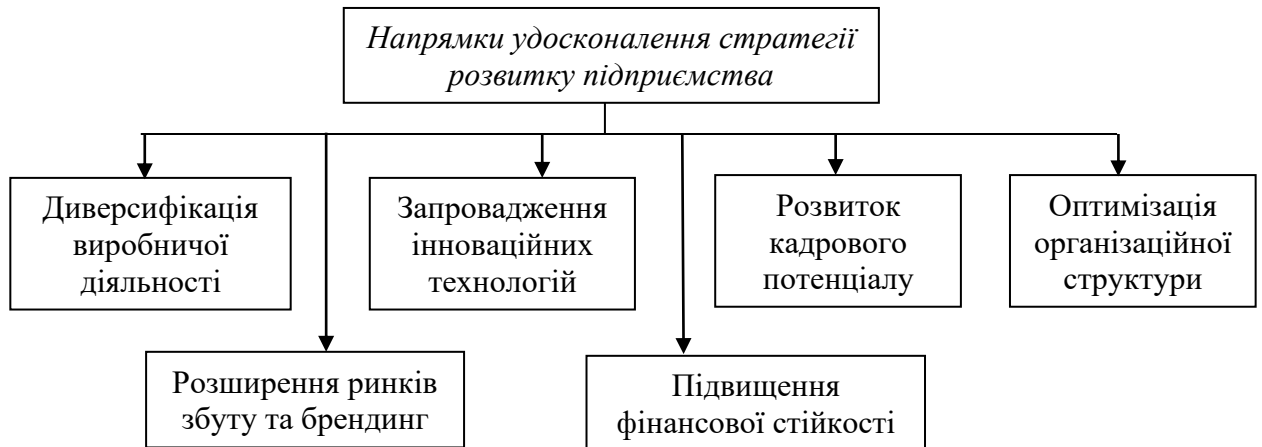 Напрямки удосконалення стратегії
розвитку підприємства
Диверсифікація
виробничої
діяльності
Запровадження
інноваційних
технологій
Розвиток
кадрового
потенціалу
Оптимізація
організаційної
структури
Розширення ринків
збуту та брендинг
Підвищення
фінансової стійкості